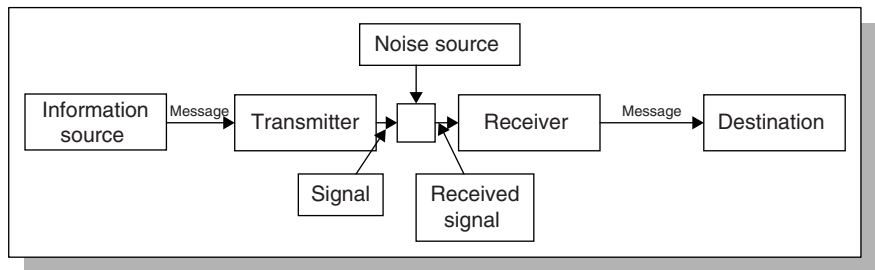 Noise source
Information
source
Message
Transmitter
Receiver
Message
Destination
Signal
Received
signal